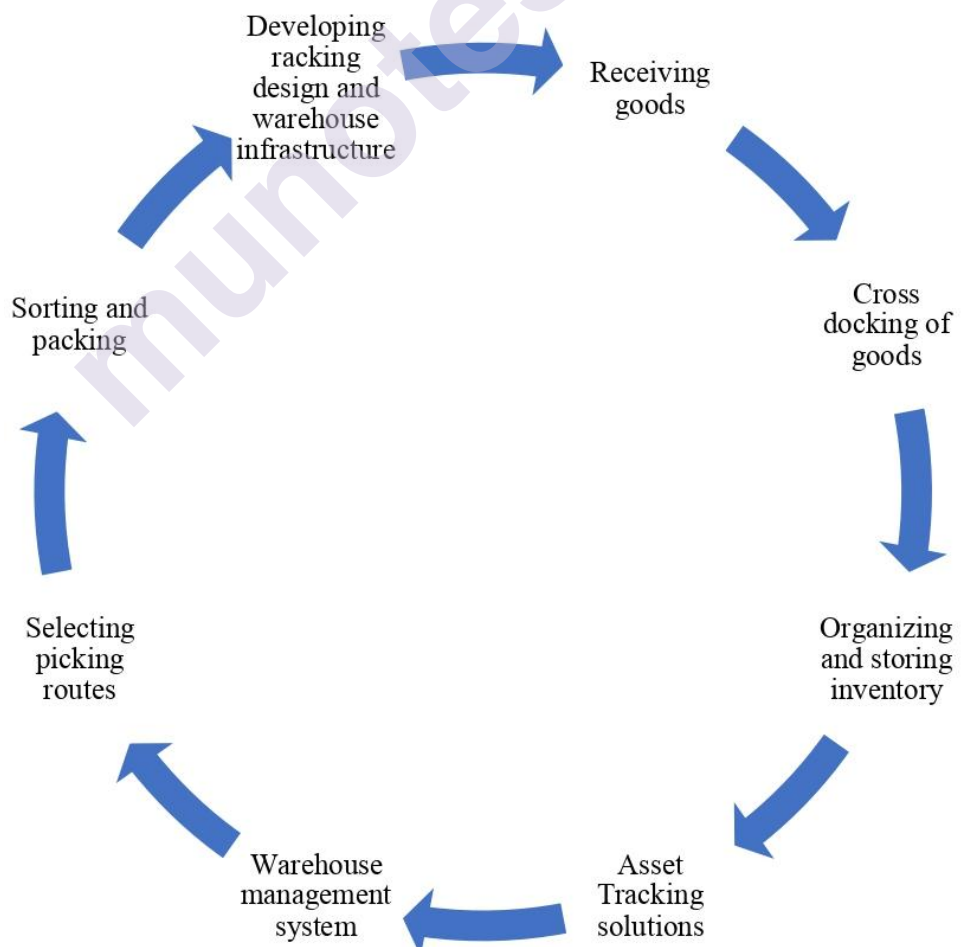 Developing
racking
design and
warehouse
infrastructure
Receiving
goods
Cross
docking of
goods
Organizing
and storing
inventory
Asset
Tracking
solutions
Warehouse
management
system
Selecting
picking
routes
Sorting and
packing
munotes